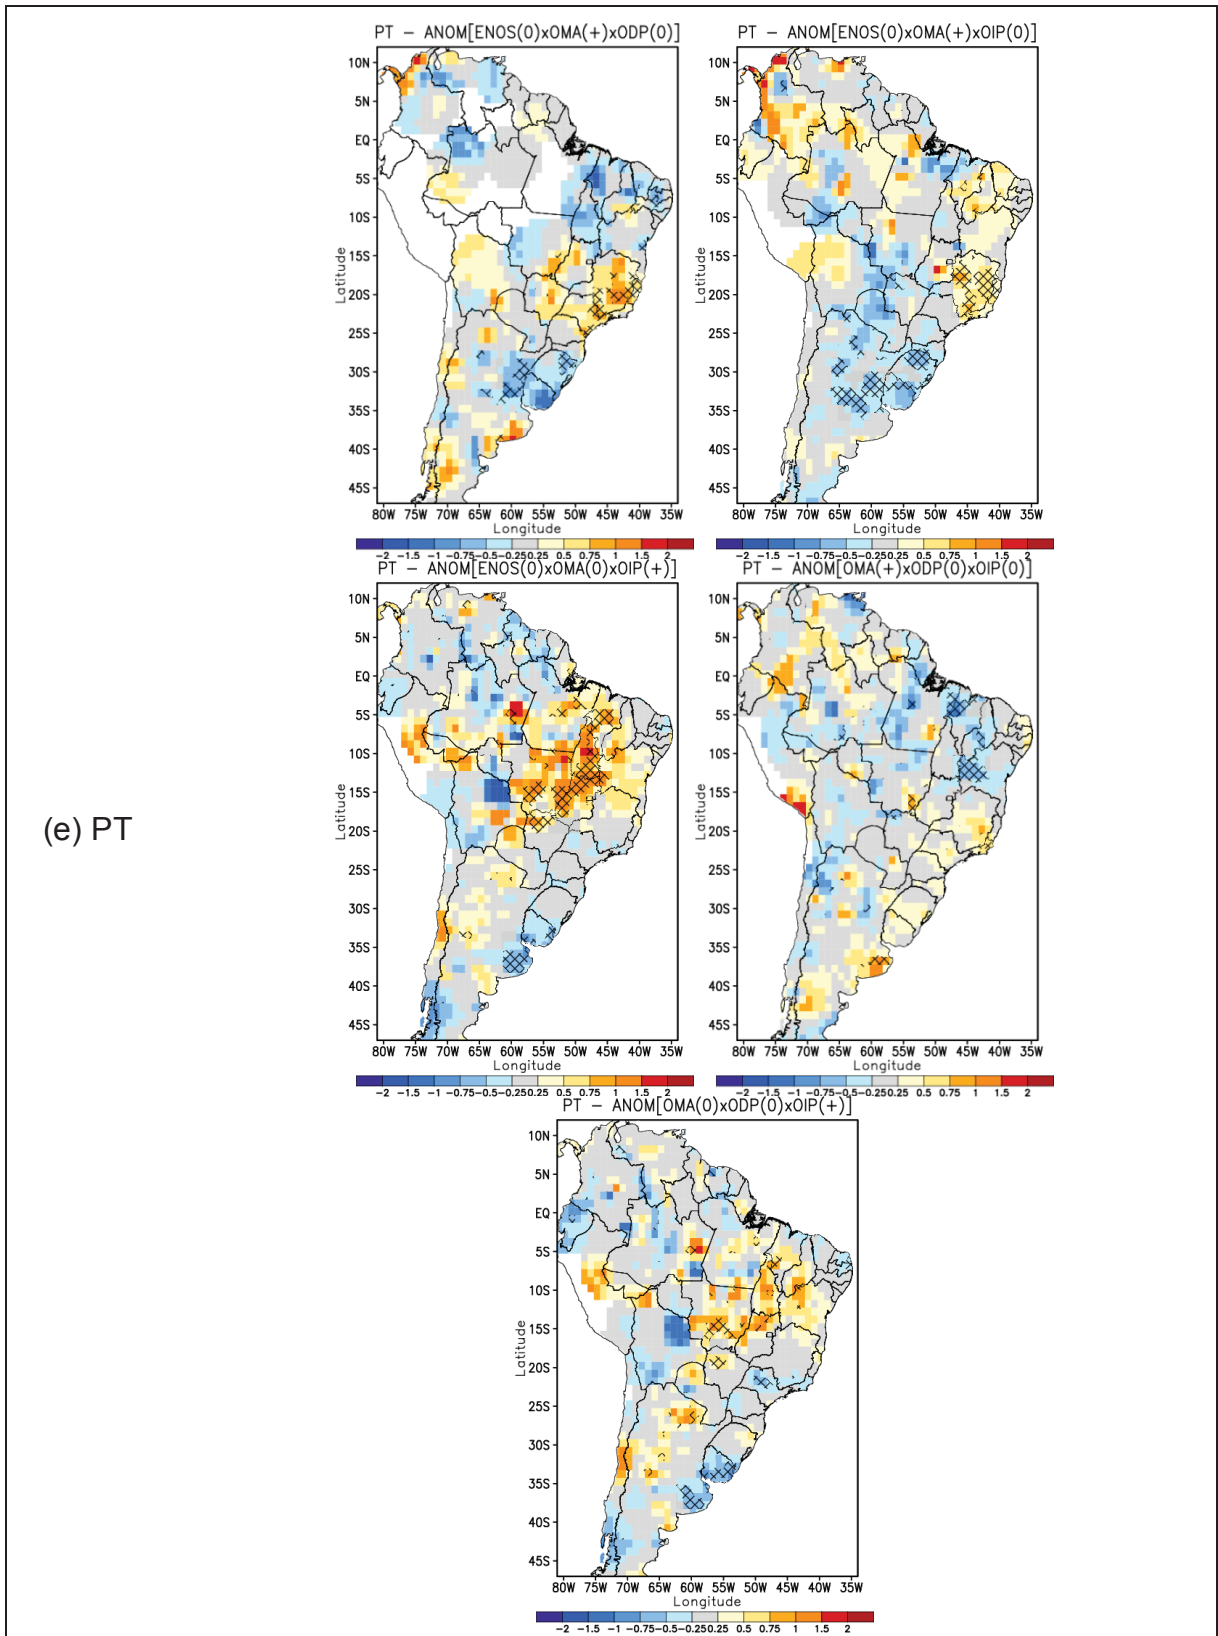 PT - ANOM[ENOS(0)xOMA(+)xODP(0)]
10N
5N
EQ
5S
10S
15S
20S
25S
30S
35S
40S
45S
Latitude
80W 75W 70W 65W 60W 55W 50W 45W 40W 35W
Longitude
-2 -1.5 -1 -0.75 -0.5 -0.25 0.25 0.5 0.75 1 1.5 2
PT - ANOM[ENOS(0)xOMA(+)xOIP(0)]
10N
5N
EQ
5S
10S
15S
20S
25S
30S
35S
40S
45S
Latitude
80W 75W 70W 65W 60W 55W 50W 45W 40W 35W
Longitude
-2 -1.5 -1 -0.75 -0.5 -0.25 0.25 0.5 0.75 1 1.5 2
(e) PT
PT - ANOM[ENOS(0)xOMA(0)xOIP(+)]
10N
5N
EQ
5S
10S
15S
20S
25S
30S
35S
40S
45S
Latitude
80W 75W 70W 65W 60W 55W 50W 45W 40W 35W
Longitude
-2 -1.5 -1 -0.75 -0.5 -0.25 0.25 0.5 0.75 1 1.5 2
PT - ANOM[OMA(+)xODP(0)xOIP(0)]
10N
5N
EQ
5S
10S
15S
20S
25S
30S
35S
40S
45S
Latitude
80W 75W 70W 65W 60W 55W 50W 45W 40W 35W
Longitude
-2 -1.5 -1 -0.75 -0.5 -0.25 0.25 0.5 0.75 1 1.5 2
PT - ANOM[OMA(0)xODP(0)xOIP(+)]
10N
5N
EQ
5S
10S
15S
20S
25S
30S
35S
40S
45S
Latitude
80W 75W 70W 65W 60W 55W 50W 45W 40W 35W
Longitude
-2 -1.5 -1 -0.75 -0.5 -0.25 0.25 0.5 0.75 1 1.5 2